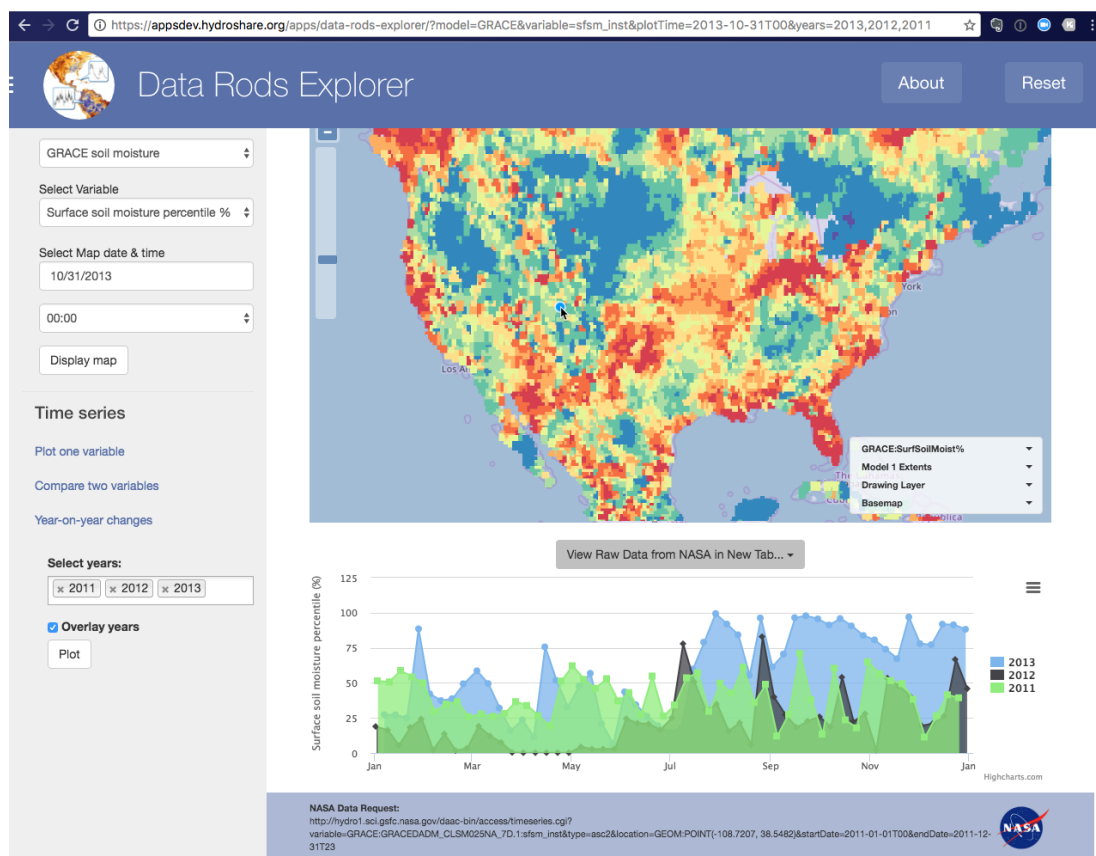 https://appsdev.hydroshare.org/apps/data-rods-explorer/?model=GRACE&variable=sfsm_inst&plotTime=2013-10-31T00&years=2013,2012,2011
Data Rods Explorer
About
Reset
GRACE soil moisture
Select Variable
Surface soil moisture percentile %
Select Map date & time
10/31/2013
00:00
Display map
Time series
Plot one variable
Compare two variables
Year-on-year changes
Select years:
× 2011 × 2012 × 2013
Overlay years
Plot
York
Los A
GRACE:SurfSoilMoist%
Model 1 Extents
Drawing Layer
Basemap
View Raw Data from NASA in New Tab...
Surface soil moisture percentile (%)
125
100
75
50
25
0
Jan Mar May Jul Sep Nov Jan
2013
2012
2011
Highcharts.com
NASA Data Request:
http://hydro1.sci.gsfc.nasa.gov/daac-bin/access/timeseries.cgi?
variable=GRACE:GRACEDADM_CLSM025NA_7D.1:sfsm_inst&type=asc2&location=GEOM:POINT(-108.7207, 38.5482)&startDate=2011-01-01T00&endDate=2011-12-
31T23
NASA